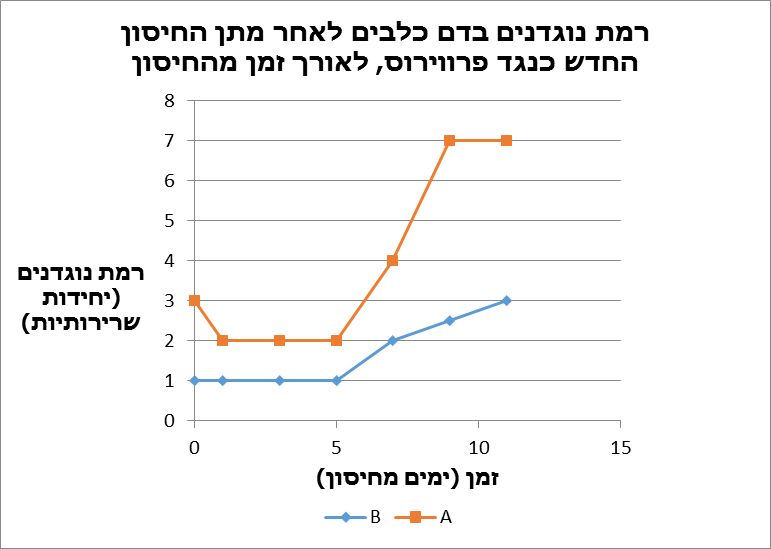 רמת נוגדנים בדם כלבים לאחר מתן החיסון
החדש כנגד פרווירוס, לאורך זמן מהחיסון
8
7
6
5
4
3
2
1
0
רמת נוגדנים
(יחידות
שרירותיות)
0 5 10 15
זמן (ימים מחיסון)
B A